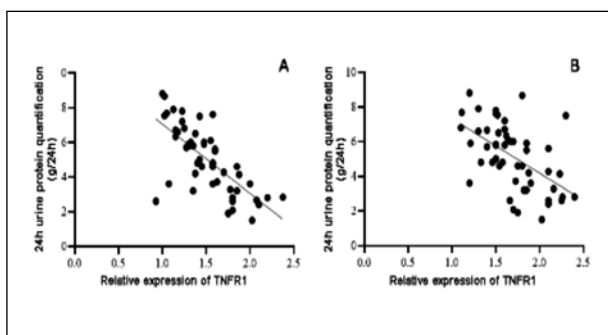 A
24h urine protein quantification
(g/24h)
0
8
6
4
2
0
0.0 0.5 1.0 1.5 2.0 2.5
Relative expression of TNFR1
B
24h urine protein quantification
(g/24h)
10
8
6
4
2
0
0.0 0.5 1.0 1.5 2.0 2.5
Relative expression of TNFR1